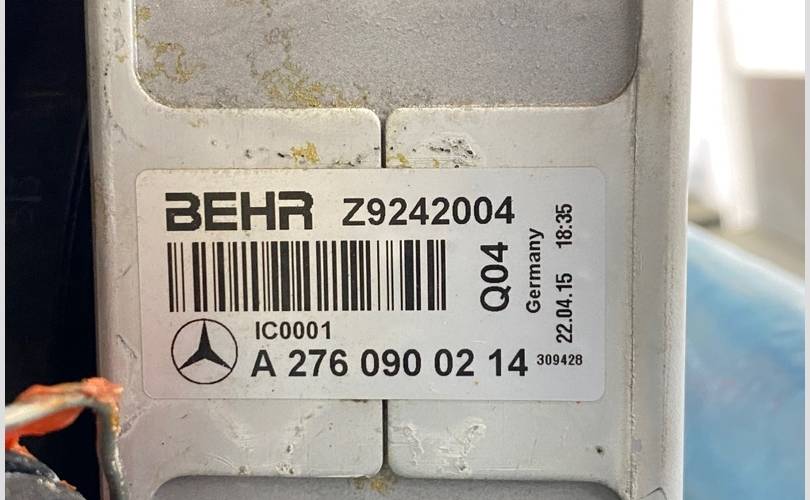 BEHR Z9242004
Q04
Germany
22.04.15 18:35
IC0001
A 276 090 02 14 309428